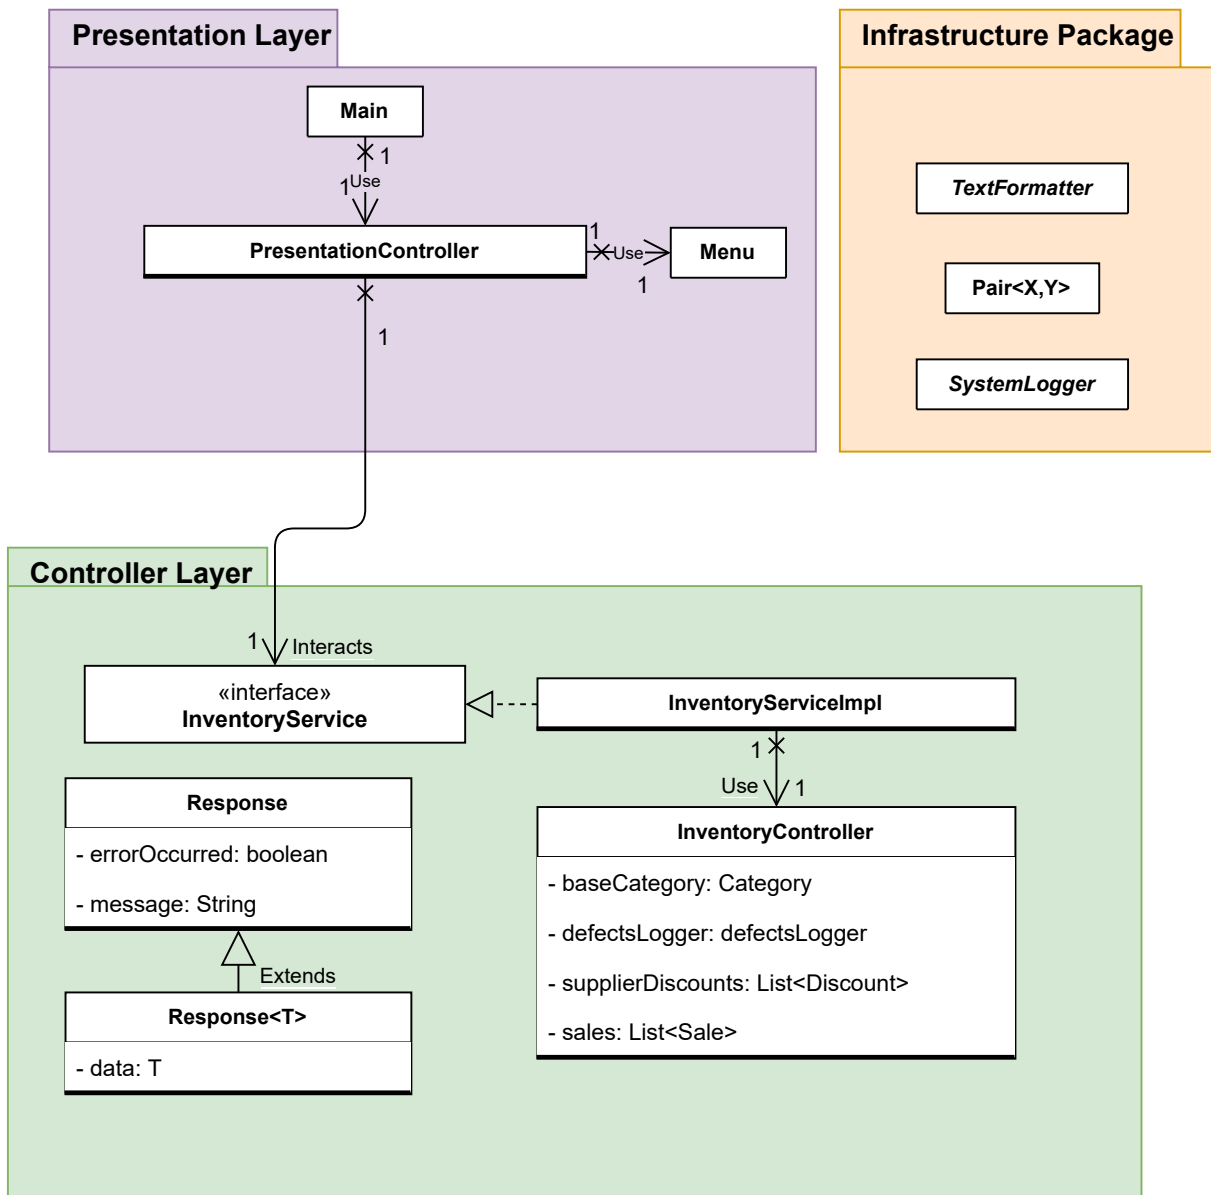 Presentation Layer
Main
1
1
Use
PresentationController
1
Use
1
Menu
1
Infrastructure Package
TextFormatter
Pair<X,Y>
SystemLogger
Controller Layer
1
Interacts
«interface»
InventoryService
InventoryServiceImpl
1
Use
1
Response
- errorOccurred: boolean
- message: String
Extends
Response<T>
- data: T
InventoryController
- baseCategory: Category
- defectsLogger: defectsLogger
- supplierDiscounts: List<Discount>
- sales: List<Sale>